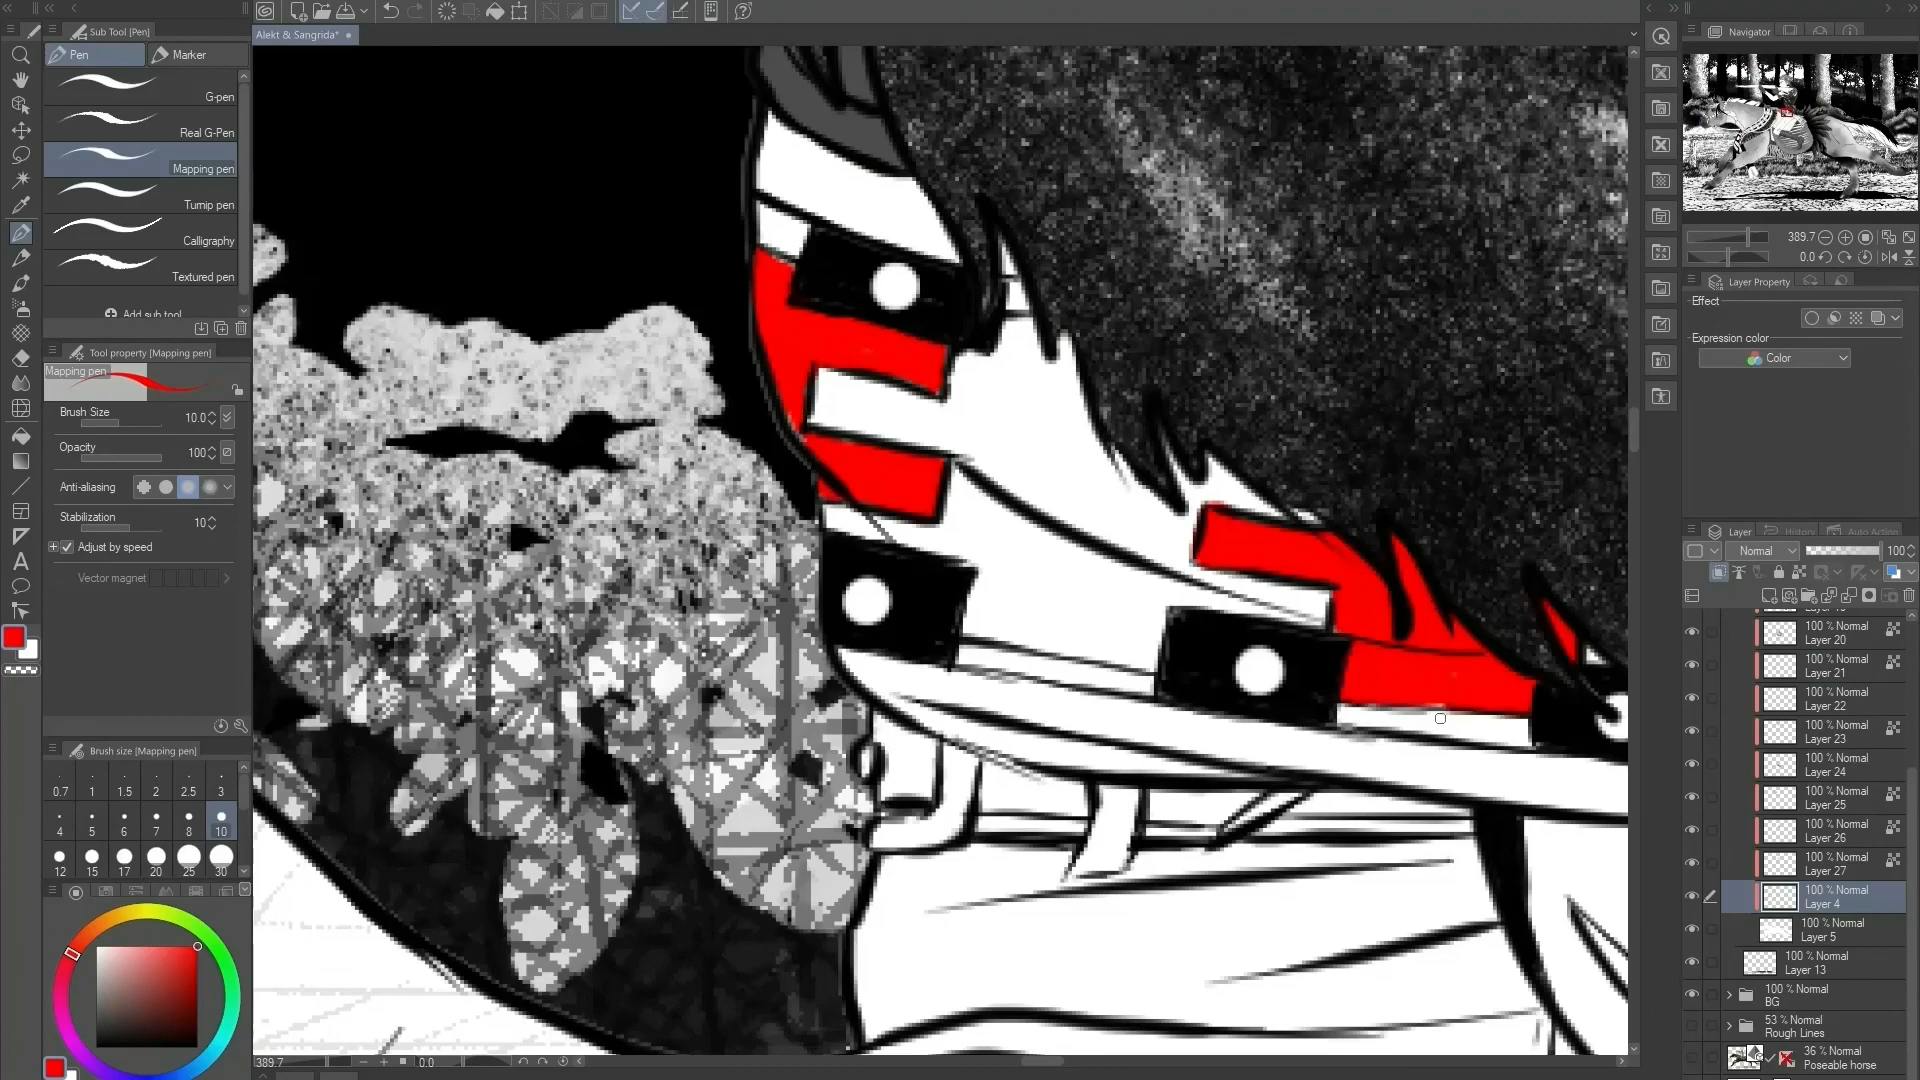 Sub Tool [Pen]
Pen
Marker
G-pen
Real G-Pen
Mapping pen
Turnip pen
Calligraphy
Textured pen
Add sub tool
Tool property [Mapping pen]
Mapping pen
Brush Size
10.0
Opacity
100
Anti-aliasing
Stabilization
10
Adjust by speed
Vector magnet
Brush size [Mapping pen]
0.7 1 1.5 2 2.5 3
4 5 6 7 8 10
12 15 17 20 25 30
Alekt & Sangrida*
389.7
0.0
Navigator
389.7
0.0
Layer Property
Effect
Expression color
Color
Layer
History
Auto Action
Normal
100
100 % Normal
Layer 20
100 % Normal
Layer 21
100 % Normal
Layer 22
100 % Normal
Layer 23
100 % Normal
Layer 24
100 % Normal
Layer 25
100 % Normal
Layer 26
100 % Normal
Layer 27
100 % Normal
Layer 4
100 % Normal
Layer 5
100 % Normal
Layer 13
100 % Normal
BG
53 % Normal
Rough Lines
36 % Normal
Poseable horse